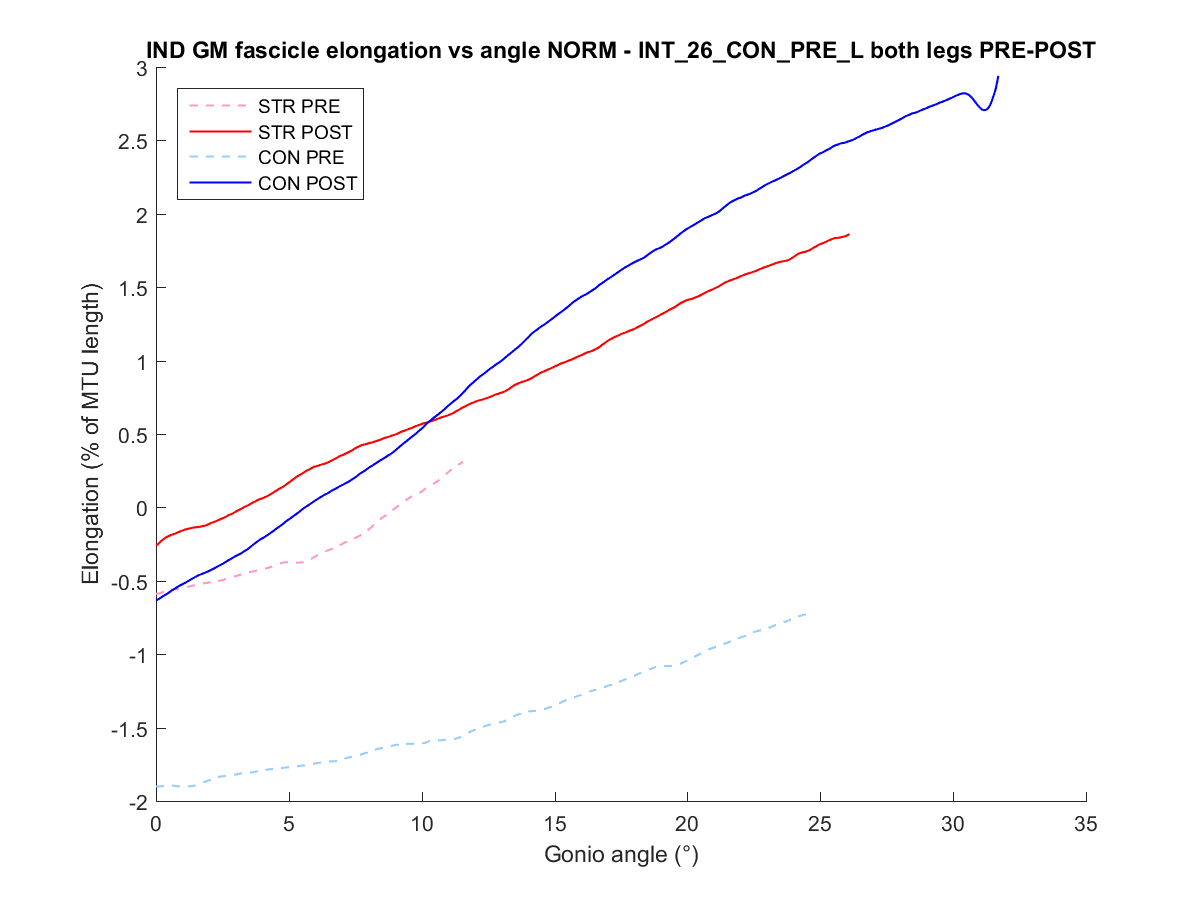 IND GM fascicle elongation vs angle NORM - INT_26_CON_PRE_L both legs PRE-POST
STR PRE
STR POST
CON PRE
CON POST
Elongation (% of MTU length)
3
2.5
2
1.5
1
0.5
0
-0.5
-1
-1.5
-2
0 5 10 15 20 25 30 35
Gonio angle (°)